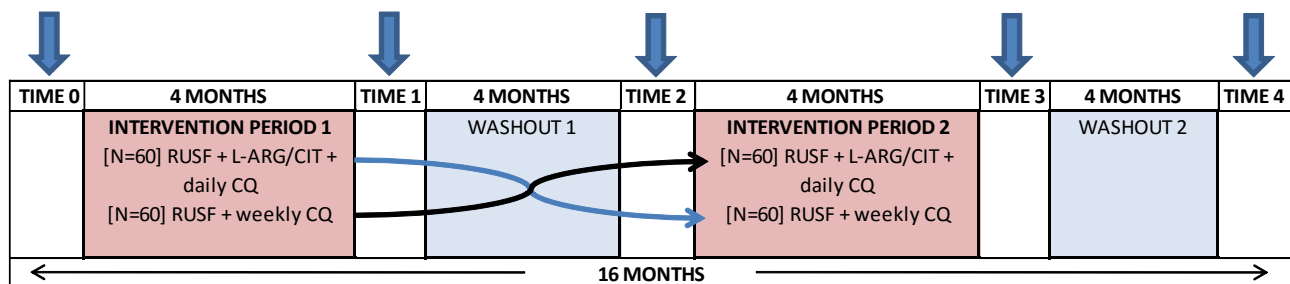 TIME 0 4 MONTHS TIME 1 4 MONTHS TIME 2 4 MONTHS TIME 3 4 MONTHS TIME 4
INTERVENTION PERIOD 1
[N=60] RUSF + L-ARG/CIT +
daily CQ
[N=60] RUSF + weekly CQ
WASHOUT 1
INTERVENTION PERIOD 2
[N=60] RUSF + L-ARG/CIT +
daily CQ
[N=60] RUSF + weekly CQ
WASHOUT 2
16 MONTHS